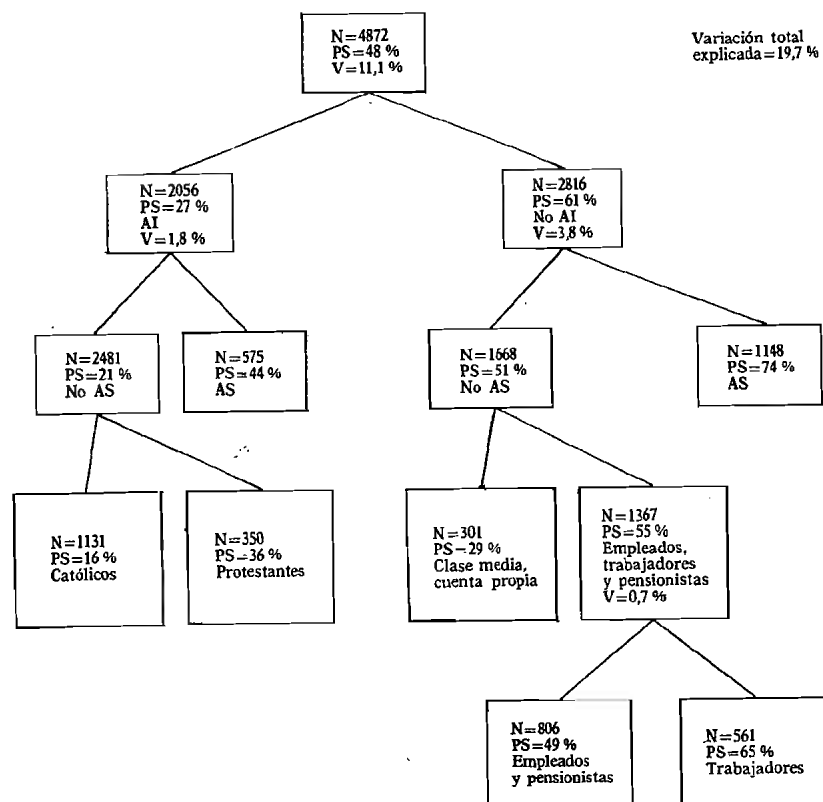 N=4872
PS=48 %
V=11,1 %
Variación total
explicada=19,7 %
N=2056
PS=27 %
AI
V=1,8 %
N=2816
PS=61 %
No AI
V=3,8 %
N=2481
PS=21 %
No AS
N=575
PS=44 %
AS
N=1668
PS=51 %
No AS
N=1148
PS=74 %
AS
N=1131
PS=16 %
Católicos
N=350
PS=36 %
Protestantes
N=301
PS=29 %
Clase media,
cuenta propia
N=1367
PS=55 %
Empleados,
trabajadores
y pensionistas
V=0,7 %
N=806
PS=49 %
Empleados
y pensionistas
N=561
PS=65 %
Trabajadores